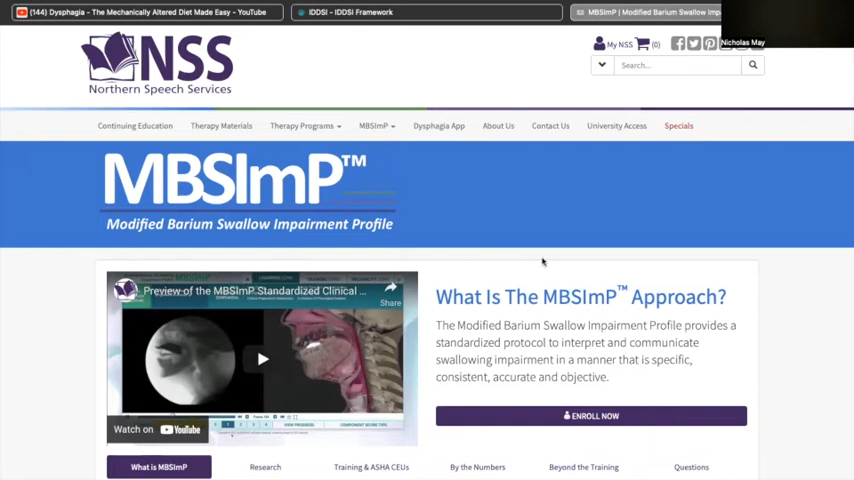 (144) Dysphagia - The Mechanically Altered Diet Made Easy - YouTube
IDDSI - IDDSI Framework
MBSImP | Modified Barium Swallow Imp
Nicholas May
NSS
Northern Speech Services
My NSS (0)
Search...
Continuing Education
Therapy Materials
Therapy Programs
MBSImP
Dysphagia App
About Us
Contact Us
University Access
Specials
MBSImP™
Modified Barium Swallow Impairment Profile
Preview of the MBSImP Standardized Clinical ...
Share
Watch on YouTube
What Is The MBSImP™ Approach?
The Modified Barium Swallow Impairment Profile provides a
standardized protocol to interpret and communicate
swallowing impairment in a manner that is specific,
consistent, accurate and objective.
ENROLL NOW
What is MBSImP
Research
Training & ASHA CEUs
By the Numbers
Beyond the Training
Questions